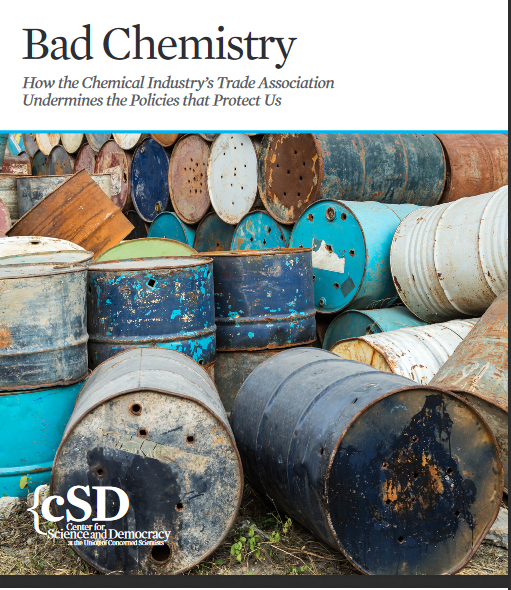 Bad Chemistry
How the Chemical Industry's Trade Association
Undermines the Policies that Protect Us
{cSD
Center for
Science and Democracy
at the Union of Concerned Scientists